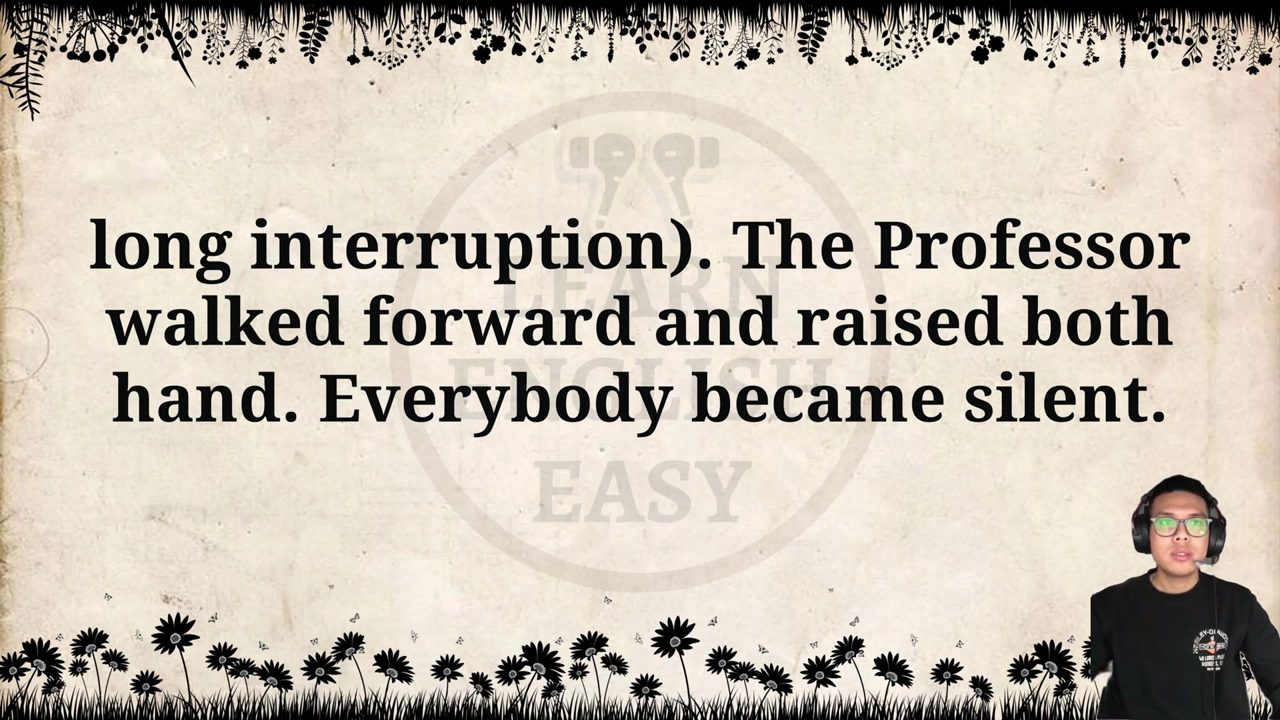 long interruption). The Professor
walked forward and raised both
hand. Everybody became silent.
LEARN
ENGLISH
EASY